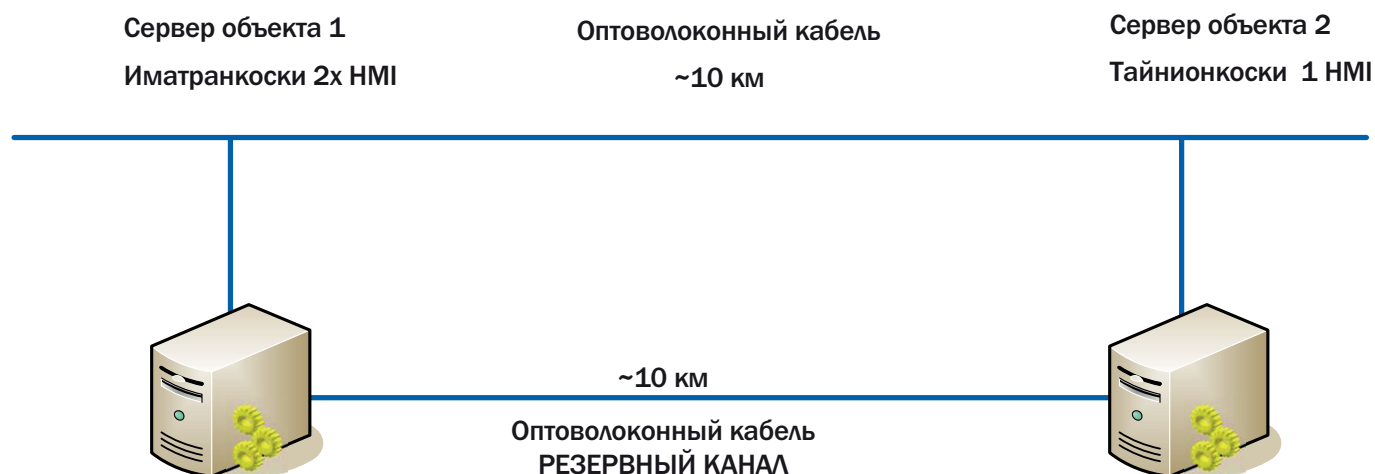 Сервер объекта 1
Иматранкоски 2x HMI
Оптоволоконный кабель
~10 км
Сервер объекта 2
Тайнионкоски 1 HMI
~10 км
Оптоволоконный кабель
РЕЗЕРВНЫЙ КАНАЛ